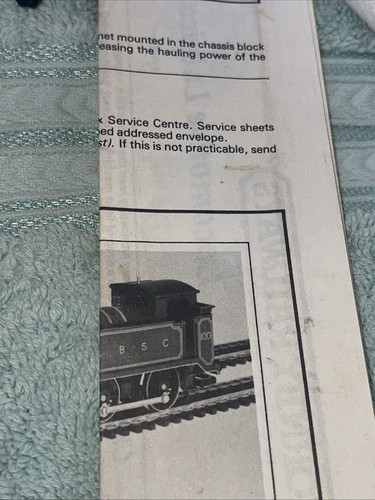 net mounted in the chassis block
easing the hauling power of the
x Service Centre. Service sheets
ed addressed envelope.
st). If this is not practicable, send
B S C
100